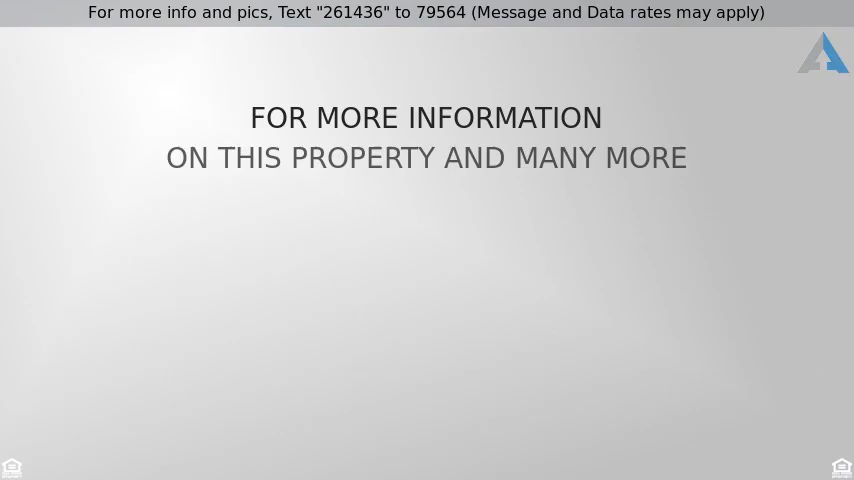 For more info and pics, Text "261436" to 79564 (Message and Data rates may apply)
FOR MORE INFORMATION
ON THIS PROPERTY AND MANY MORE